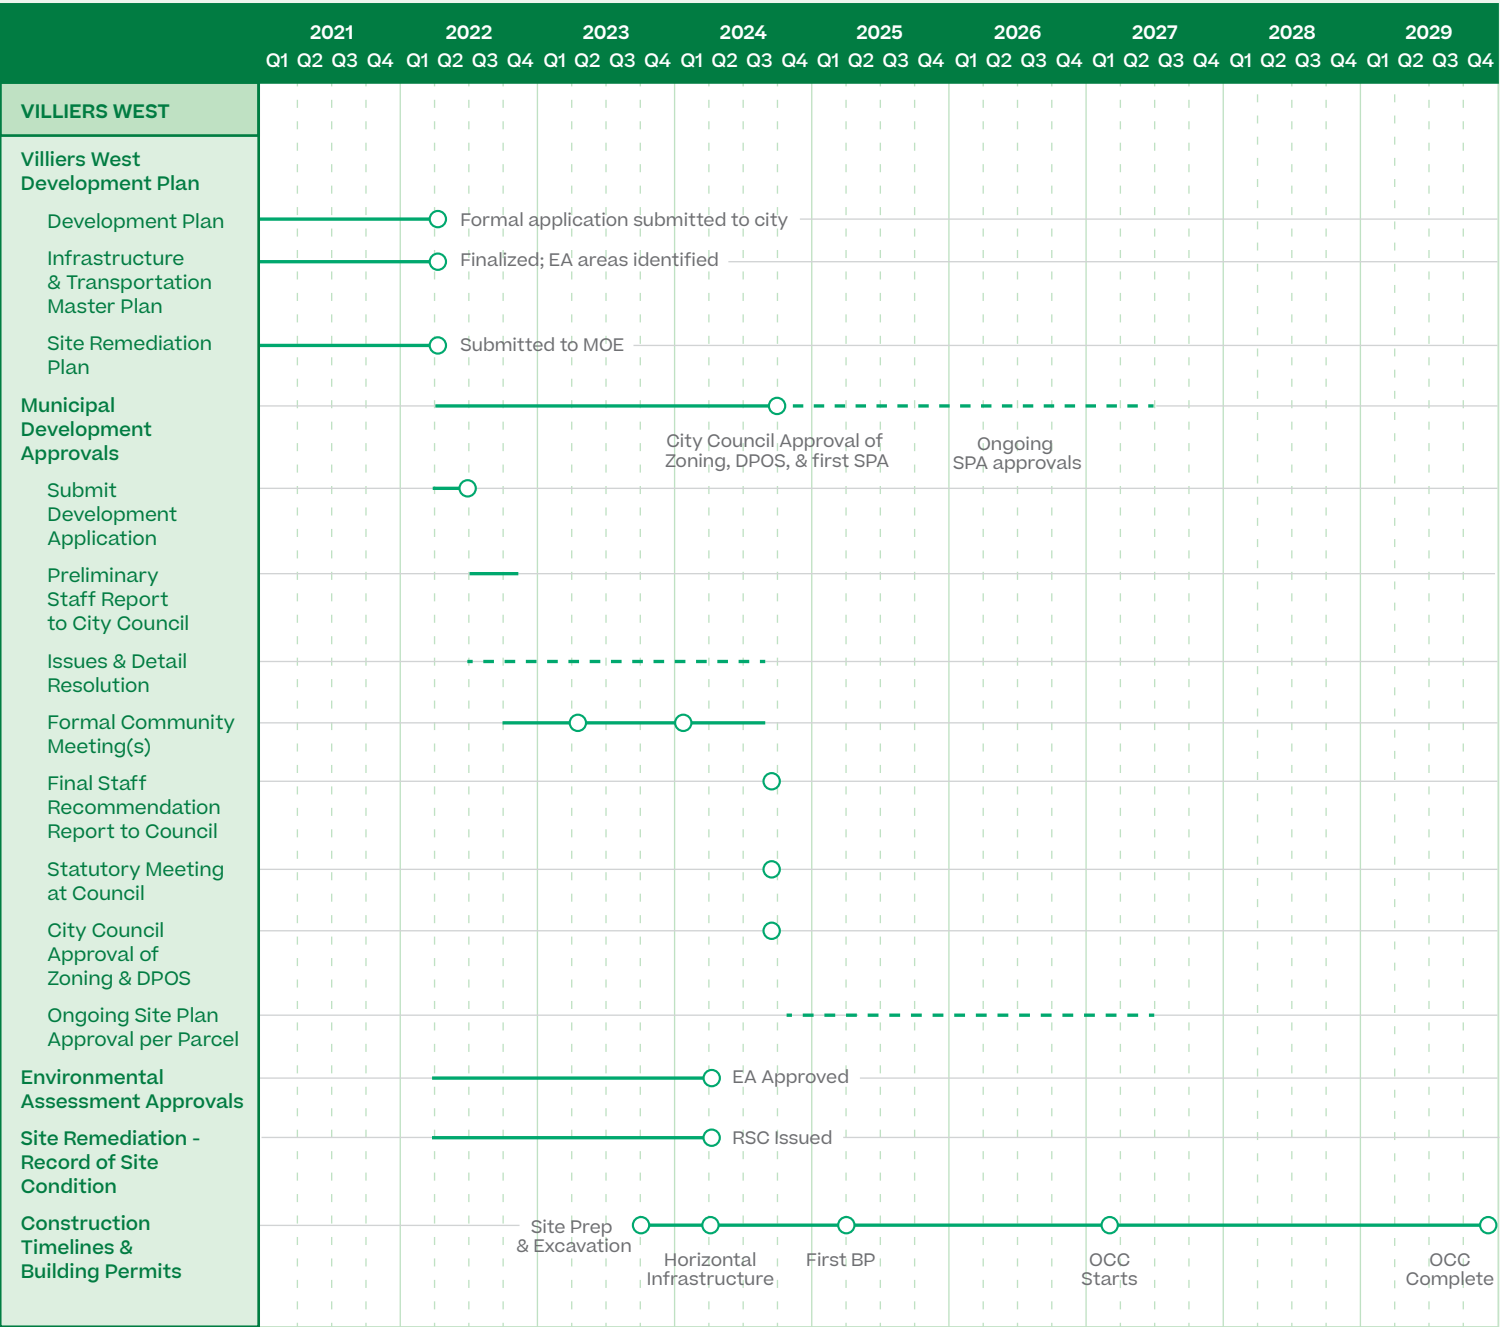 2021 2022 2023 2024 2025 2026 2027 2028 2029
Q1 Q2 Q3 Q4 Q1 Q2 Q3 Q4 Q1 Q2 Q3 Q4 Q1 Q2 Q3 Q4 Q1 Q2 Q3 Q4 Q1 Q2 Q3 Q4 Q1 Q2 Q3 Q4 Q1 Q2 Q3 Q4 Q1 Q2 Q3 Q4
VILLIERS WEST
Villiers West
Development Plan
Development Plan
Formal application submitted to city
Infrastructure
& Transportation
Master Plan
Finalized; EA areas identified
Site Remediation
Plan
Submitted to MOE
Municipal
Development
Approvals
City Council Approval of
Zoning, DPOS, & first SPA
Ongoing
SPA approvals
Submit
Development
Application
Preliminary
Staff Report
to City Council
Issues & Detail
Resolution
Formal Community
Meeting(s)
Final Staff
Recommendation
Report to Council
Statutory Meeting
at Council
City Council
Approval of
Zoning & DPOS
Ongoing Site Plan
Approval per Parcel
Environmental
Assessment Approvals
EA Approved
Site Remediation -
Record of Site
Condition
RSC Issued
Construction
Timelines &
Building Permits
Site Prep
& Excavation
Horizontal
Infrastructure
First BP
OCC
Starts
OCC
Complete